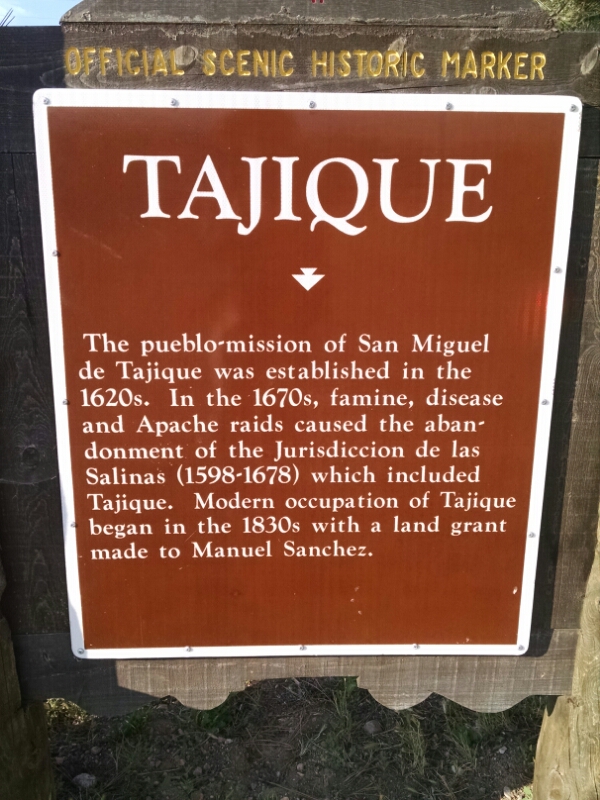 OFFICIAL SCENIC HISTORIC MARKER
TAJIQUE
The pueblo-mission of San Miguel
de Tajique was established in the
1620s. In the 1670s, famine, disease
and Apache raids caused the aban-
donment of the Jurisdiccion de las
Salinas (1598-1678) which included
Tajique. Modern occupation of Tajique
began in the 1830s with a land grant
made to Manuel Sanchez.